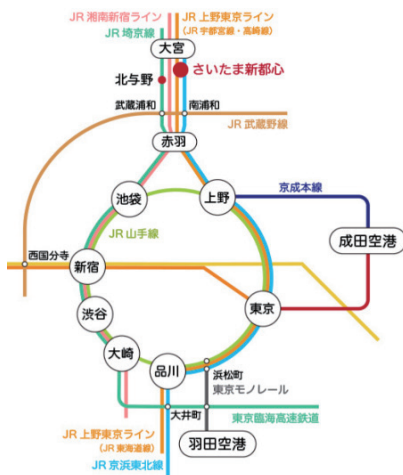 JR 湘南新宿ライン
JR 上野東京ライン
(JR 宇都宮線・高崎線)
JR 埼京線
大宮
さいたま新都心
北与野
武蔵浦和
南浦和
JR 武蔵野線
赤羽
池袋
上野
京成本線
JR 山手線
成田空港
西国分寺
新宿
渋谷
東京
大崎
品川
浜松町
東京モノレール
大井町
東京臨海高速鉄道
JR 上野東京ライン
(JR 東海道線)
羽田空港
JR 京浜東北線